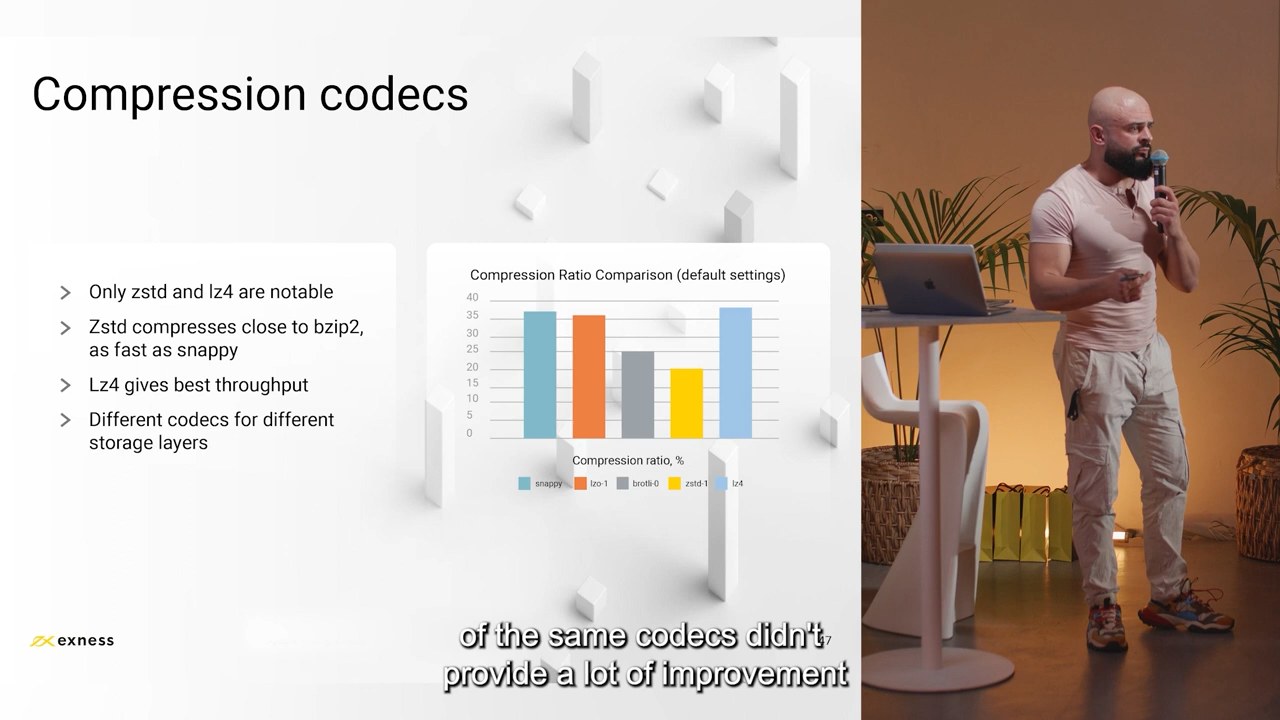 Compression codecs
Only zstd and lz4 are notable
Zstd compresses close to bzip2,
as fast as snappy
Lz4 gives best throughput
Different codecs for different
storage layers
Compression Ratio Comparison (default settings)
40
35
30
25
20
15
10
5
0
Compression ratio, %
snappy lzo-1 brotli-0 zstd-1 lz4
exness
of the same codecs didn't
provide a lot of improvement